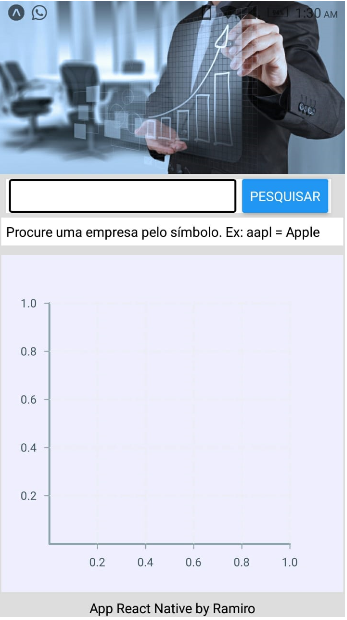 1:30 AM
PESQUISAR
Procure uma empresa pelo símbolo. Ex: aapl = Apple
1.0
0.8
0.6
0.4
0.2
0.2 0.4 0.6 0.8 1.0
App React Native by Ramiro